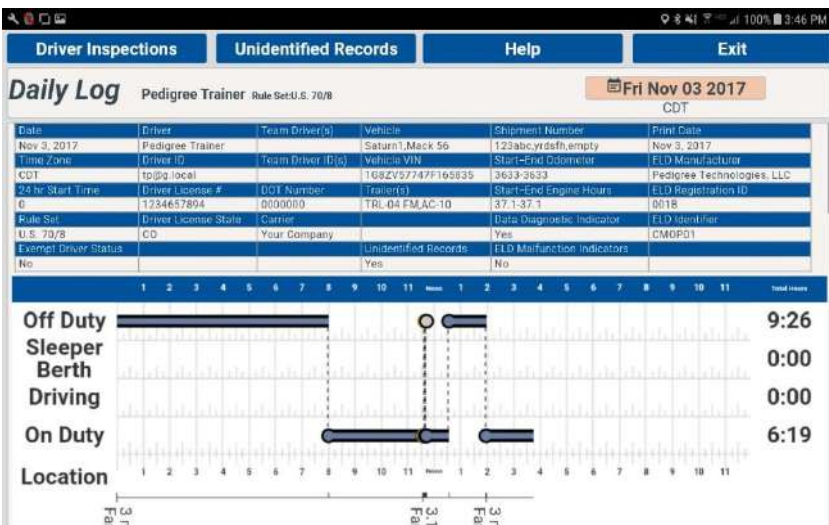 100% 3:46 PM
Driver Inspections Unidentified Records Help Exit
Daily Log Pedigree Trainer Rule Set:U.S. 70/8 Fri Nov 03 2017
CDT
Date Driver Team Driver(s) Vehicle Shipment Number Print Date
Nov 3, 2017 Pedigree Trainer Saturn1,Mack 56 123abc,yrdsfh,empty Nov 3, 2017
Time Zone Driver ID Team Driver ID(s) Vehicle VIN Start-End Odometer ELD Manufacturer
CDT tp@g.local 1G8ZV57747F165835 3633-3633 Pedigree Technologies, LLC
24 hr Start Time Driver License # DOT Number Trailer(s) Start-End Engine Hours ELD Registration ID
0 1234657894 0000000 TRL-04 FM,AC-10 37.1-37.1 001B
Rule Set Driver License State Carrier Data Diagnostic Indicator ELD Identifier
U.S. 70/8 CO Your Company Yes CMOP01
Exempt Driver Status Unidentified Records ELD Malfunction Indicators
No Yes No
1 2 3 4 5 6 7 8 9 10 11 Noon 1 2 3 4 5 6 7 8 9 10 11 Total Hours
Off Duty 9:26
Sleeper
Berth 0:00
Driving 0:00
On Duty 6:19
Location 1 2 3 4 5 6 7 8 9 10 11 Noon 1 2 3 4 5 6 7 8 9 10 11